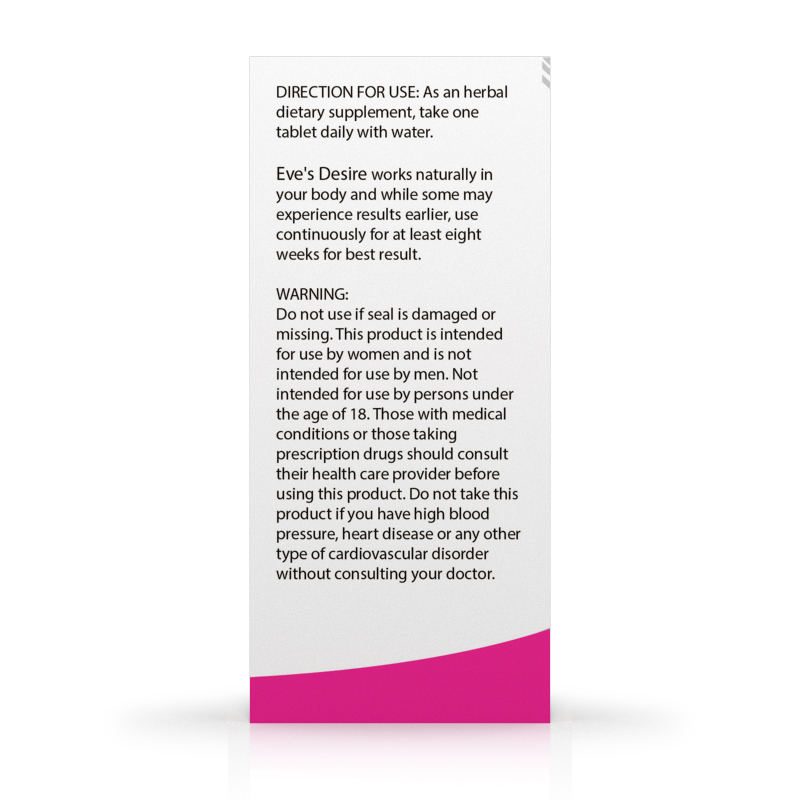 DIRECTION FOR USE: As an herbal
dietary supplement, take one
tablet daily with water.
Eve's Desire works naturally in
your body and while some may
experience results earlier, use
continuously for at least eight
weeks for best result.
WARNING:
Do not use if seal is damaged or
missing. This product is intended
for use by women and is not
intended for use by men. Not
intended for use by persons under
the age of 18. Those with medical
conditions or those taking
prescription drugs should consult
their health care provider before
using this product. Do not take this
product if you have high blood
pressure, heart disease or any other
type of cardiovascular disorder
without consulting your doctor.